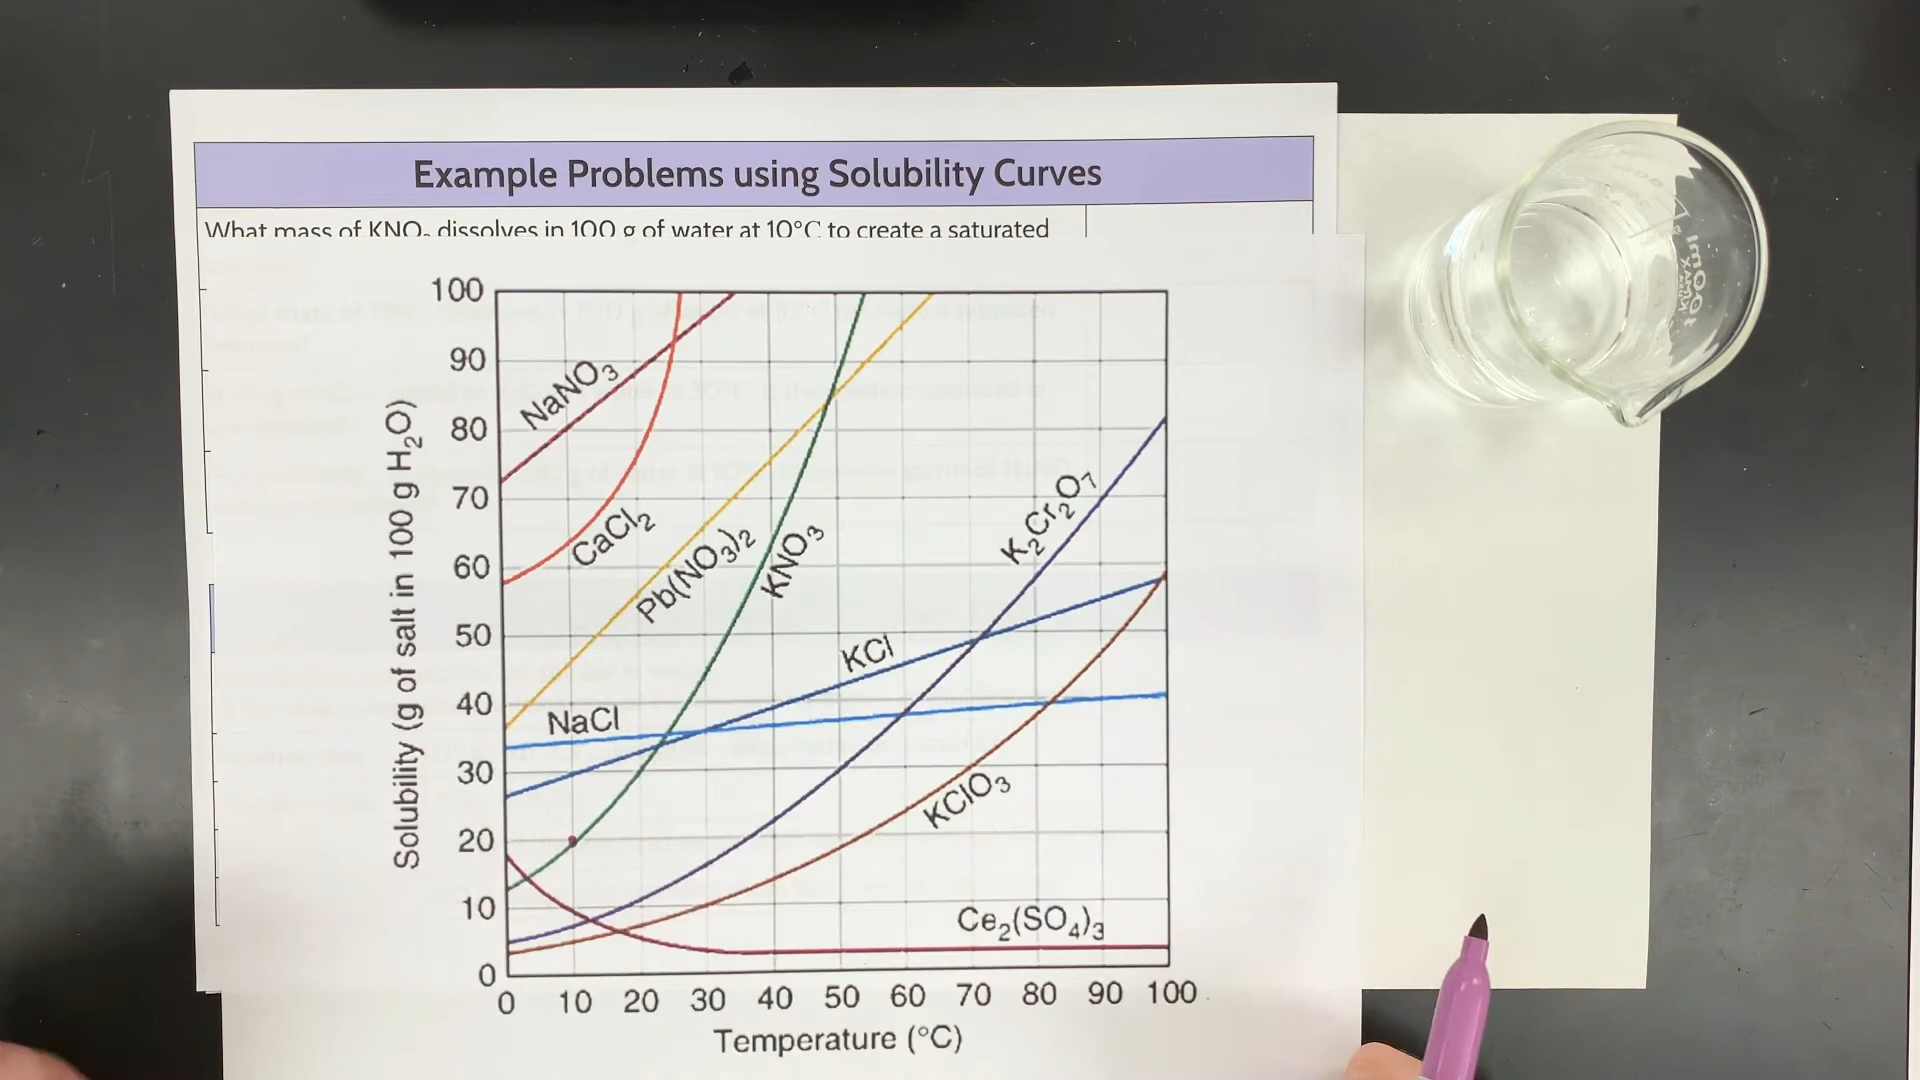 Example Problems using Solubility Curves
What mass of KNO₃ dissolves in 100 g of water at 10°C to create a saturated
100
90
80
70
60
50
40
30
20
10
0
Solubility (g of salt in 100 g H₂O)
NaNO₃
CaCl₂
Pb(NO₃)₂
KNO₃
K₂Cr₂O₇
KCl
NaCl
KClO₃
Ce₂(SO₄)₃
0 10 20 30 40 50 60 70 80 90 100
Temperature (°C)
100ml